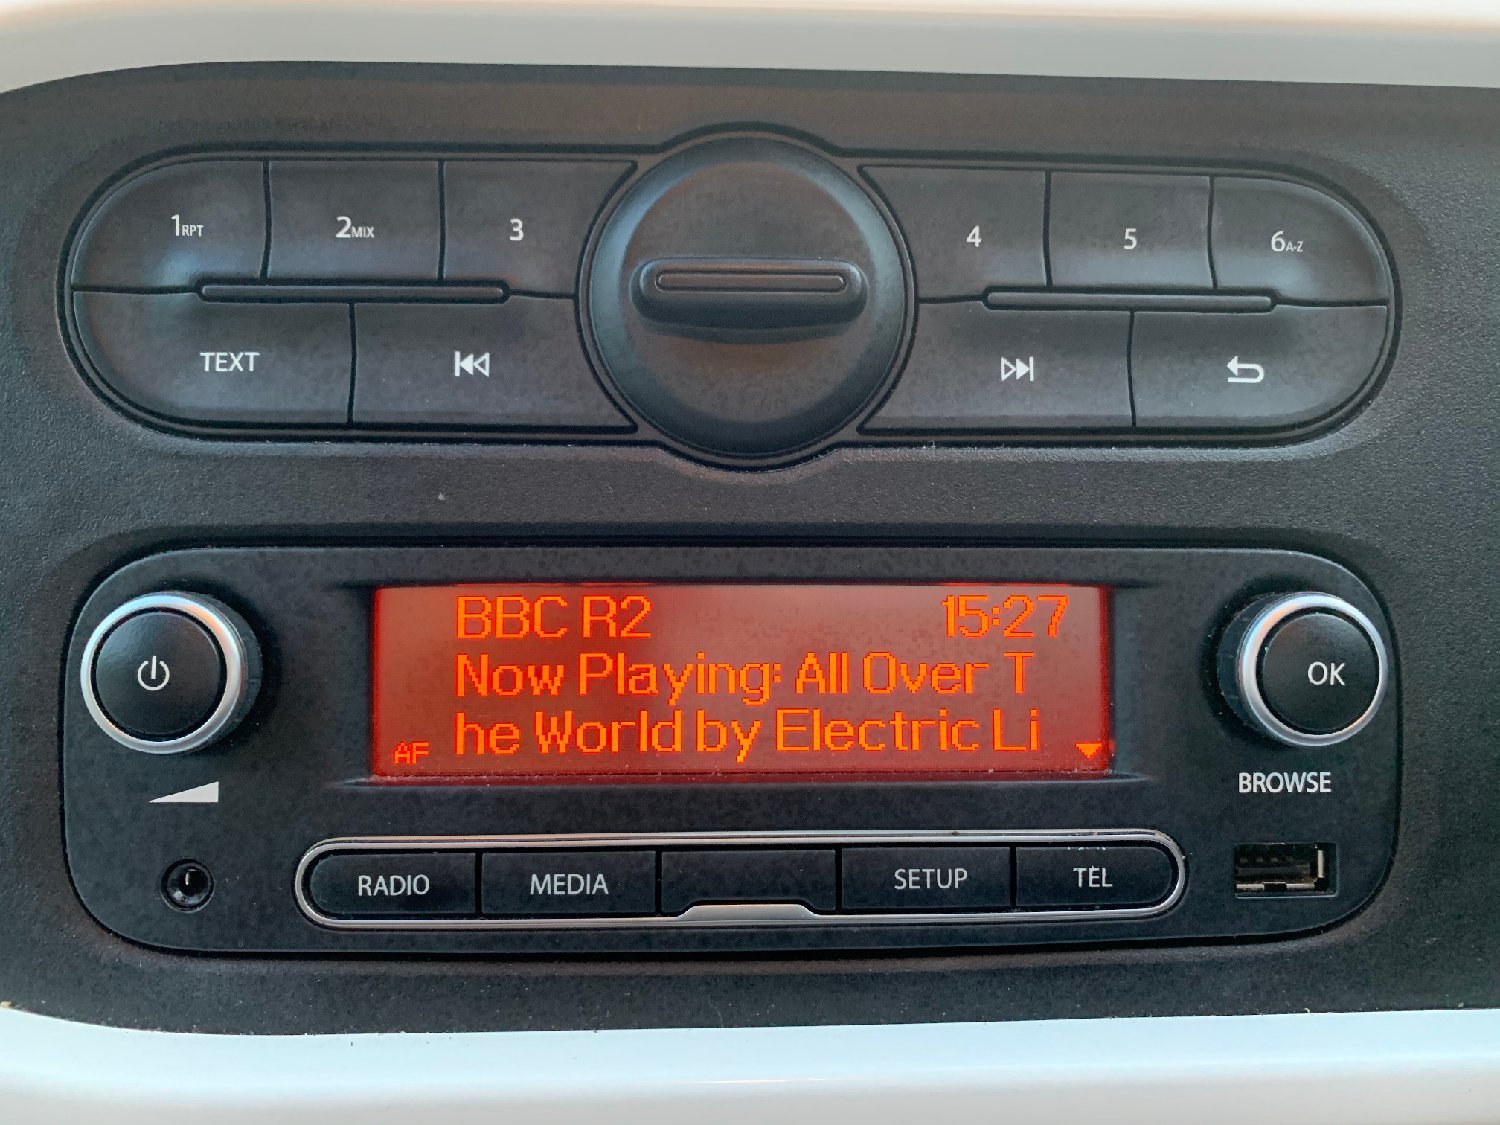 1RPT 2MIX 3 4 5 6A-Z
TEXT
BBC R2 15:27
Now Playing: All Over T
he World by Electric Li
AF
OK
BROWSE
RADIO MEDIA SETUP TEL